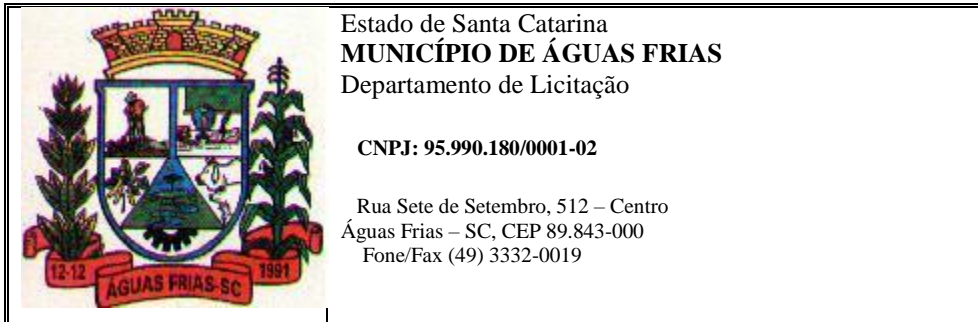 Estado de Santa Catarina
MUNICÍPIO DE ÁGUAS FRIAS
Departamento de Licitação
CNPJ: 95.990.180/0001-02
Rua Sete de Setembro, 512 – Centro
Águas Frias – SC, CEP 89.843-000
Fone/Fax (49) 3332-0019
12-12
ÁGUAS FRIAS-SC
1991